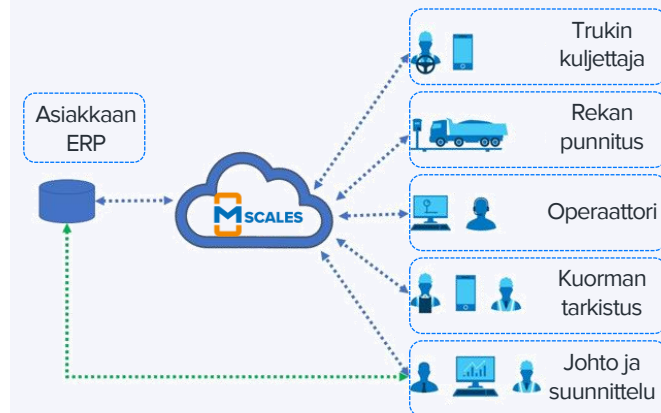 Trukin
kuljettaja
Asiakkaan
ERP
Rekan
punnitus
M SCALES
Operaattori
Kuorman
tarkistus
Johto ja
suunnittelu